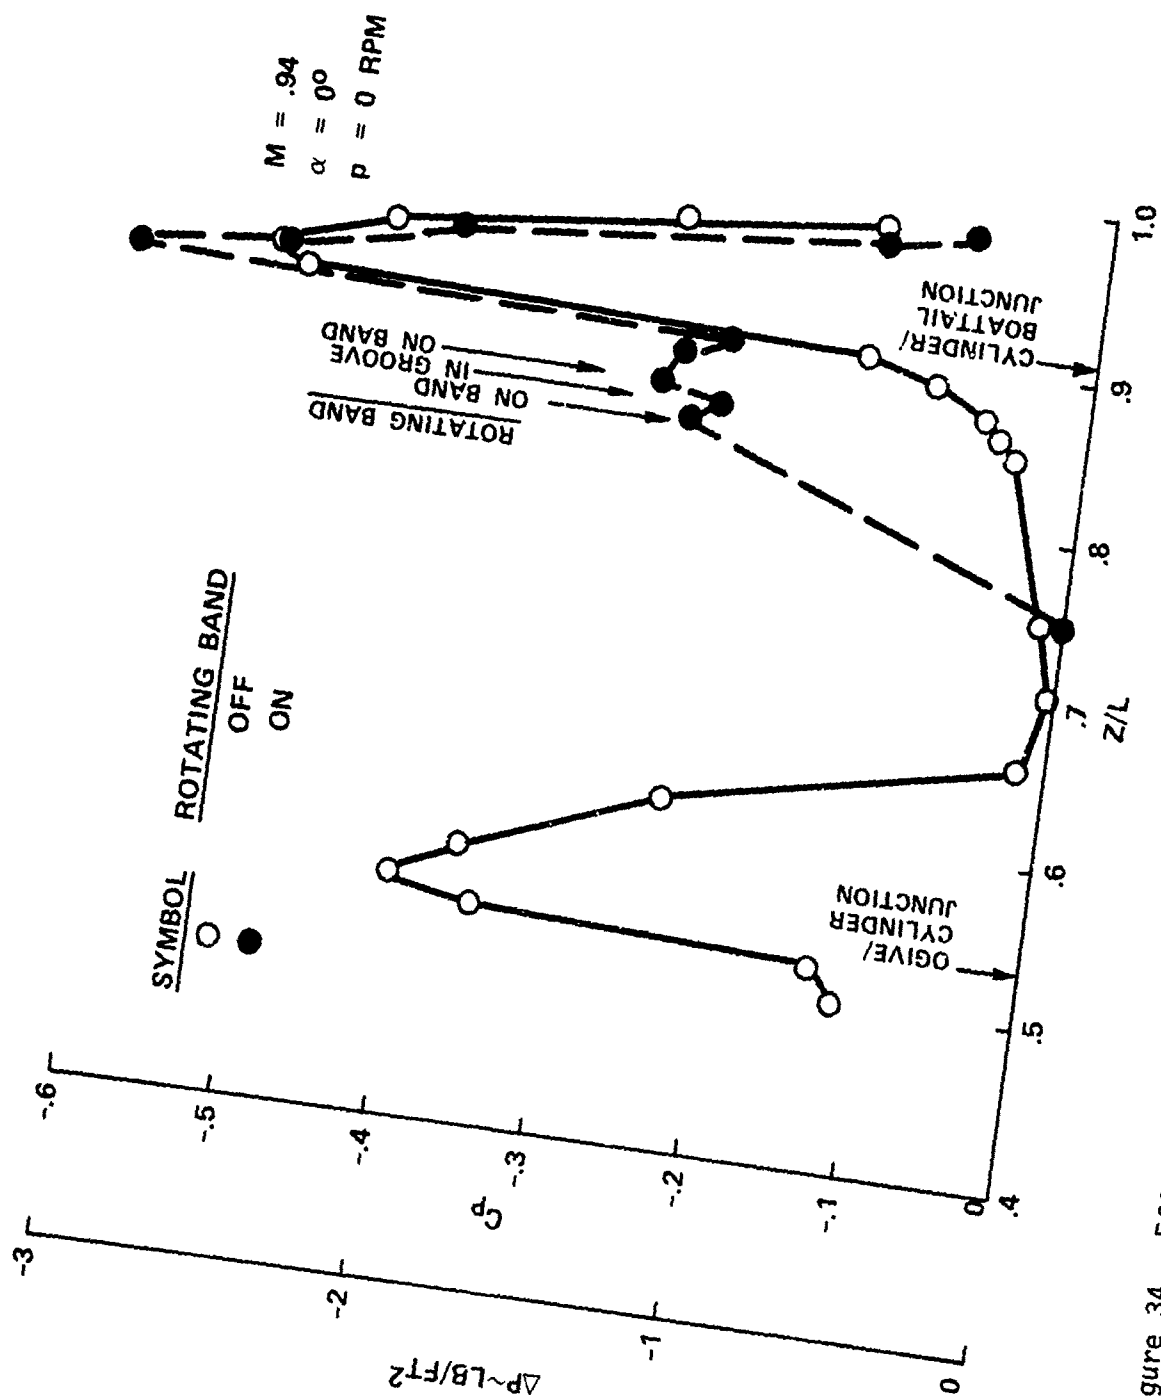 M = .94
α = 0°
p = 0 RPM
SYMBOL ROTATING BAND
OFF
ON
ROTATING BAND
ON BAND
IN GROOVE
ON BAND
CYLINDER/
BOATTAIL
JUNCTION
OGIVE/
CYLINDER
JUNCTION
-.6
-.5
-.4
-.3
-.2
-.1
0
Cp
-3
-2
-1
0
ΔP~LB/FT2
.4
.5
.6
.7
.8
.9
1.0
Z/L
gure 34